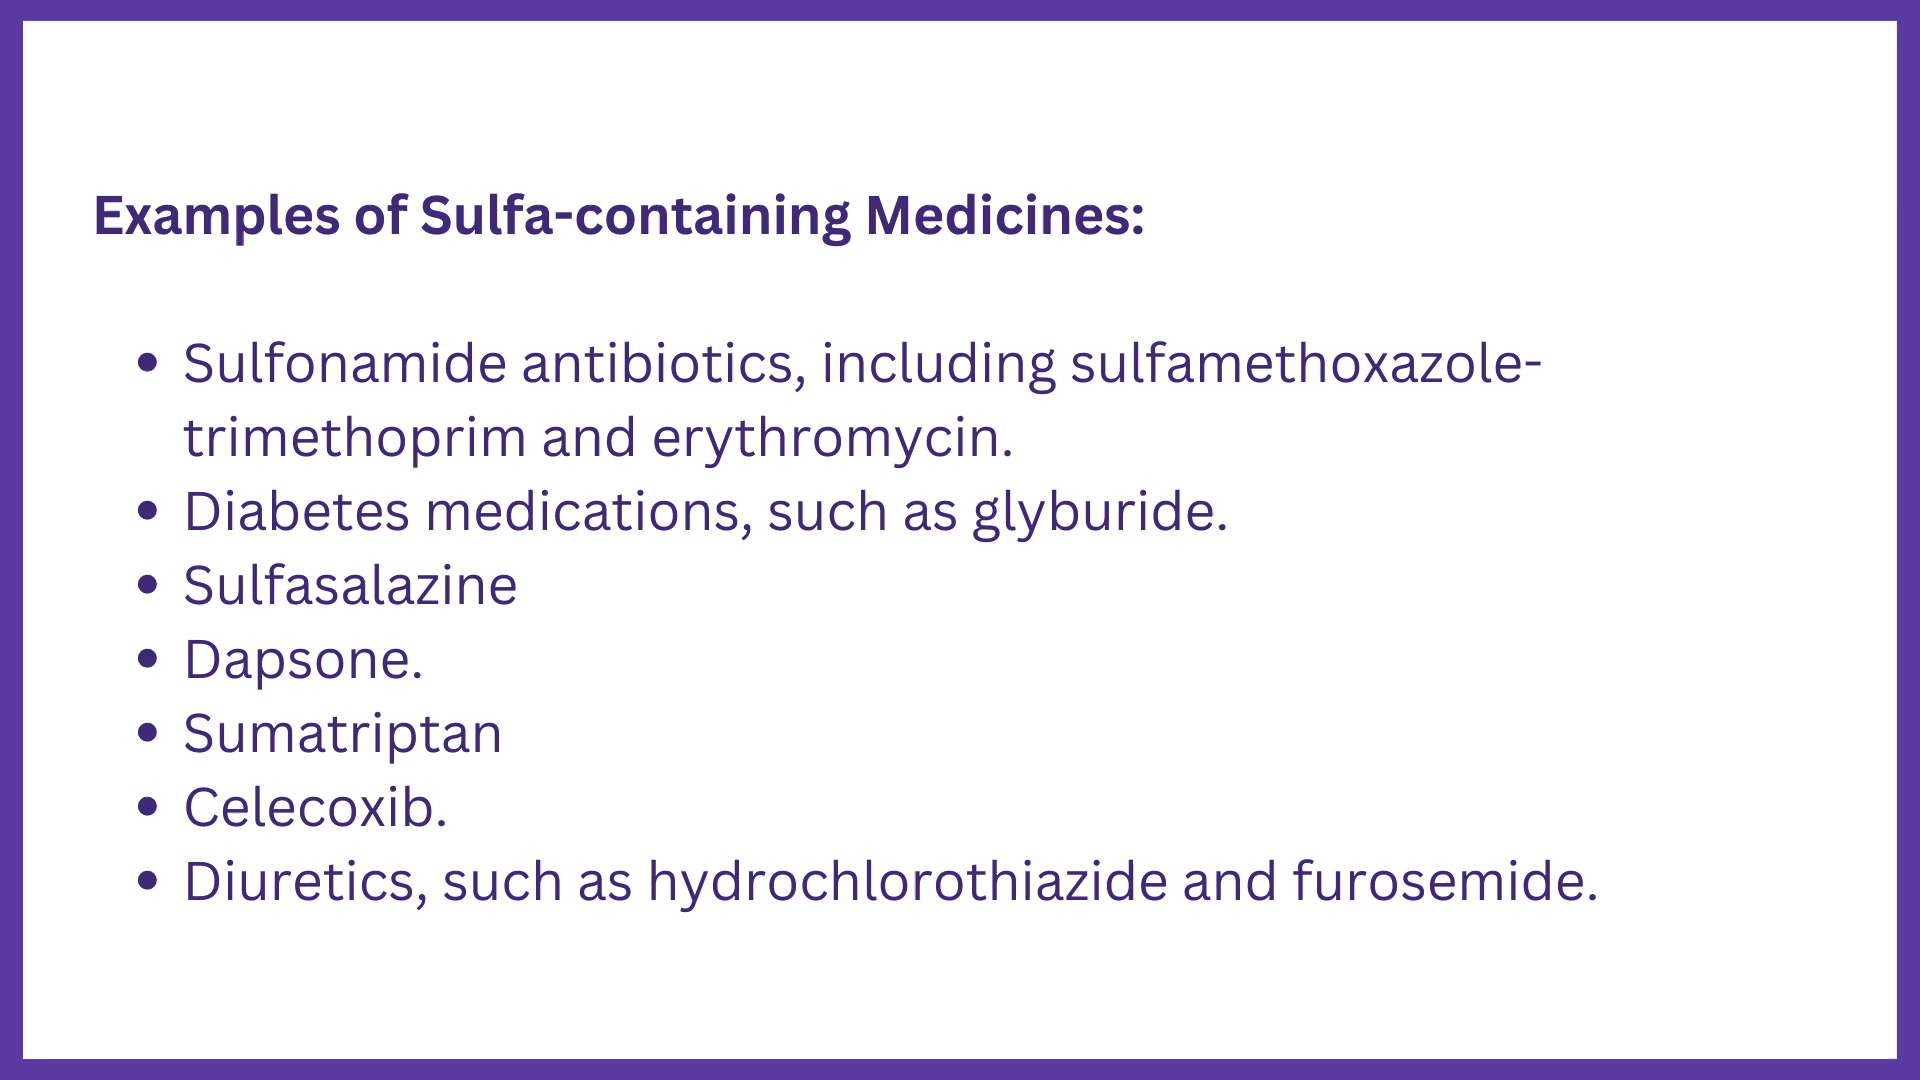 Examples of Sulfa-containing Medicines:
• Sulfonamide antibiotics, including sulfamethoxazole-
trimethoprim and erythromycin.
• Diabetes medications, such as glyburide.
• Sulfasalazine
• Dapsone.
• Sumatriptan
• Celecoxib.
• Diuretics, such as hydrochlorothiazide and furosemide.